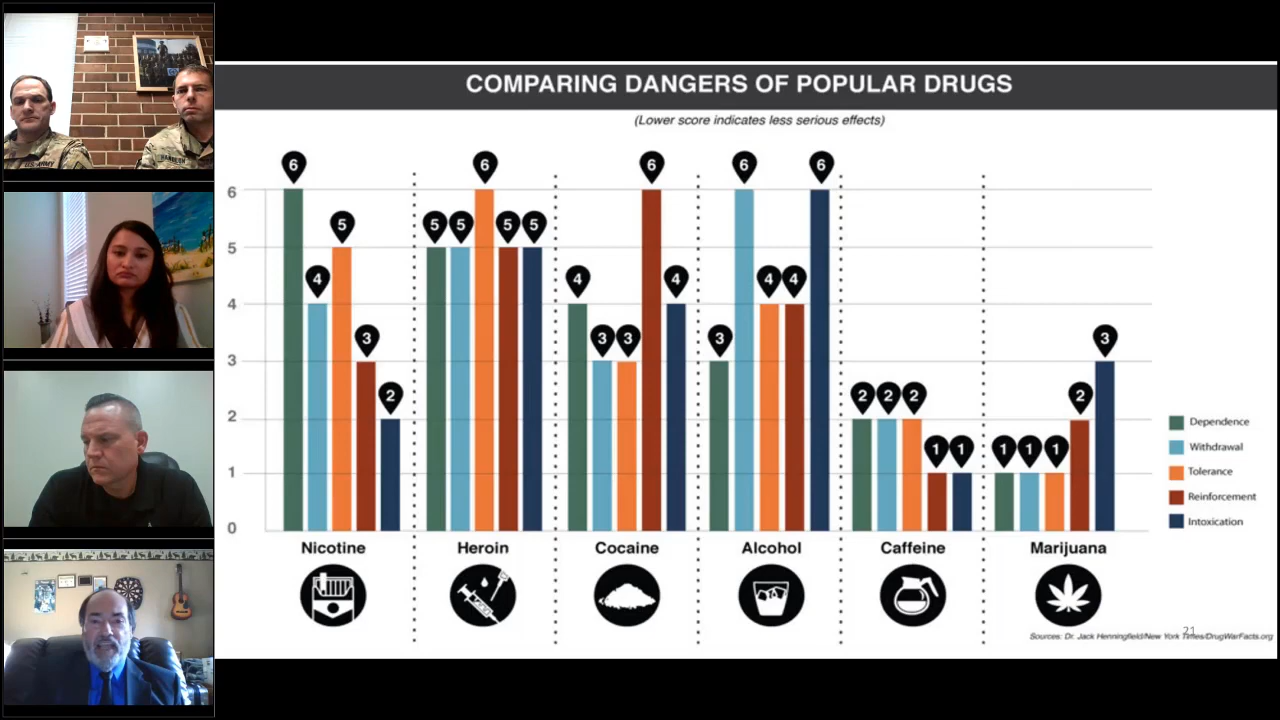 U.S. ARMY
COMPARING DANGERS OF POPULAR DRUGS
(Lower score indicates less serious effects)
6 4 5 3 2
5 5 6 5 5
4 3 3 6 4
3 6 4 4 6
2 2 2 1 1
1 1 1 2 3
6
5
4
3
2
1
0
Dependence
Withdrawal
Tolerance
Reinforcement
Intoxication
Nicotine
Heroin
Cocaine
Alcohol
Caffeine
Marijuana
21
Sources: Dr. Jack Henningfield/New York Times/DrugWarFacts.org